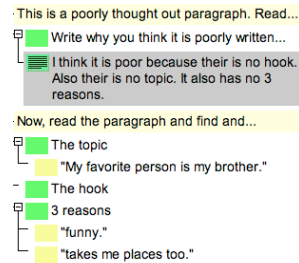 This is a poorly thought out paragraph. Read...
Write why you think it is poorly written...
I think it is poor because their is no hook.
Also their is no topic. It also has no 3
reasons.
Now, read the paragraph and find and...
The topic
"My favorite person is my brother."
The hook
3 reasons
"funny."
"takes me places too."